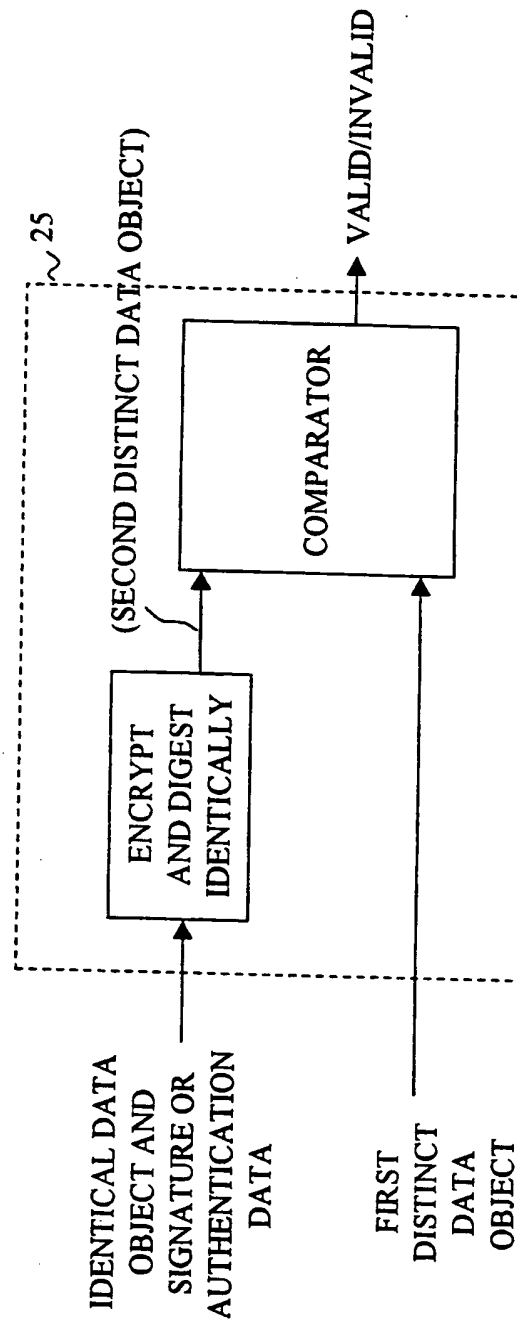 25
(SECOND DISTINCT DATA OBJECT)
IDENTICAL DATA
OBJECT AND
SIGNATURE OR
AUTHENTICATION
DATA
ENCRYPT
AND DIGEST
IDENTICALLY
COMPARATOR
VALID/INVALID
FIRST
DISTINCT
DATA
OBJECT